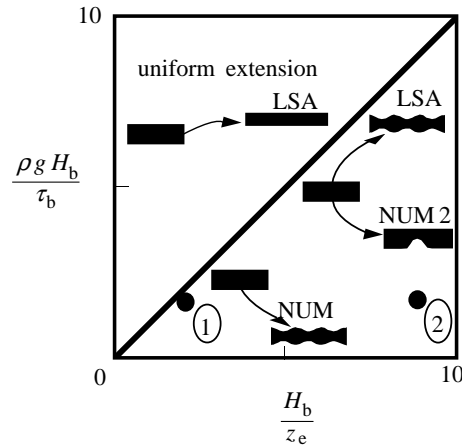 10
uniform extension
LSA
LSA
ρ g H_b
τ_b
NUM 2
1
NUM
2
0
10
H_b
z_e